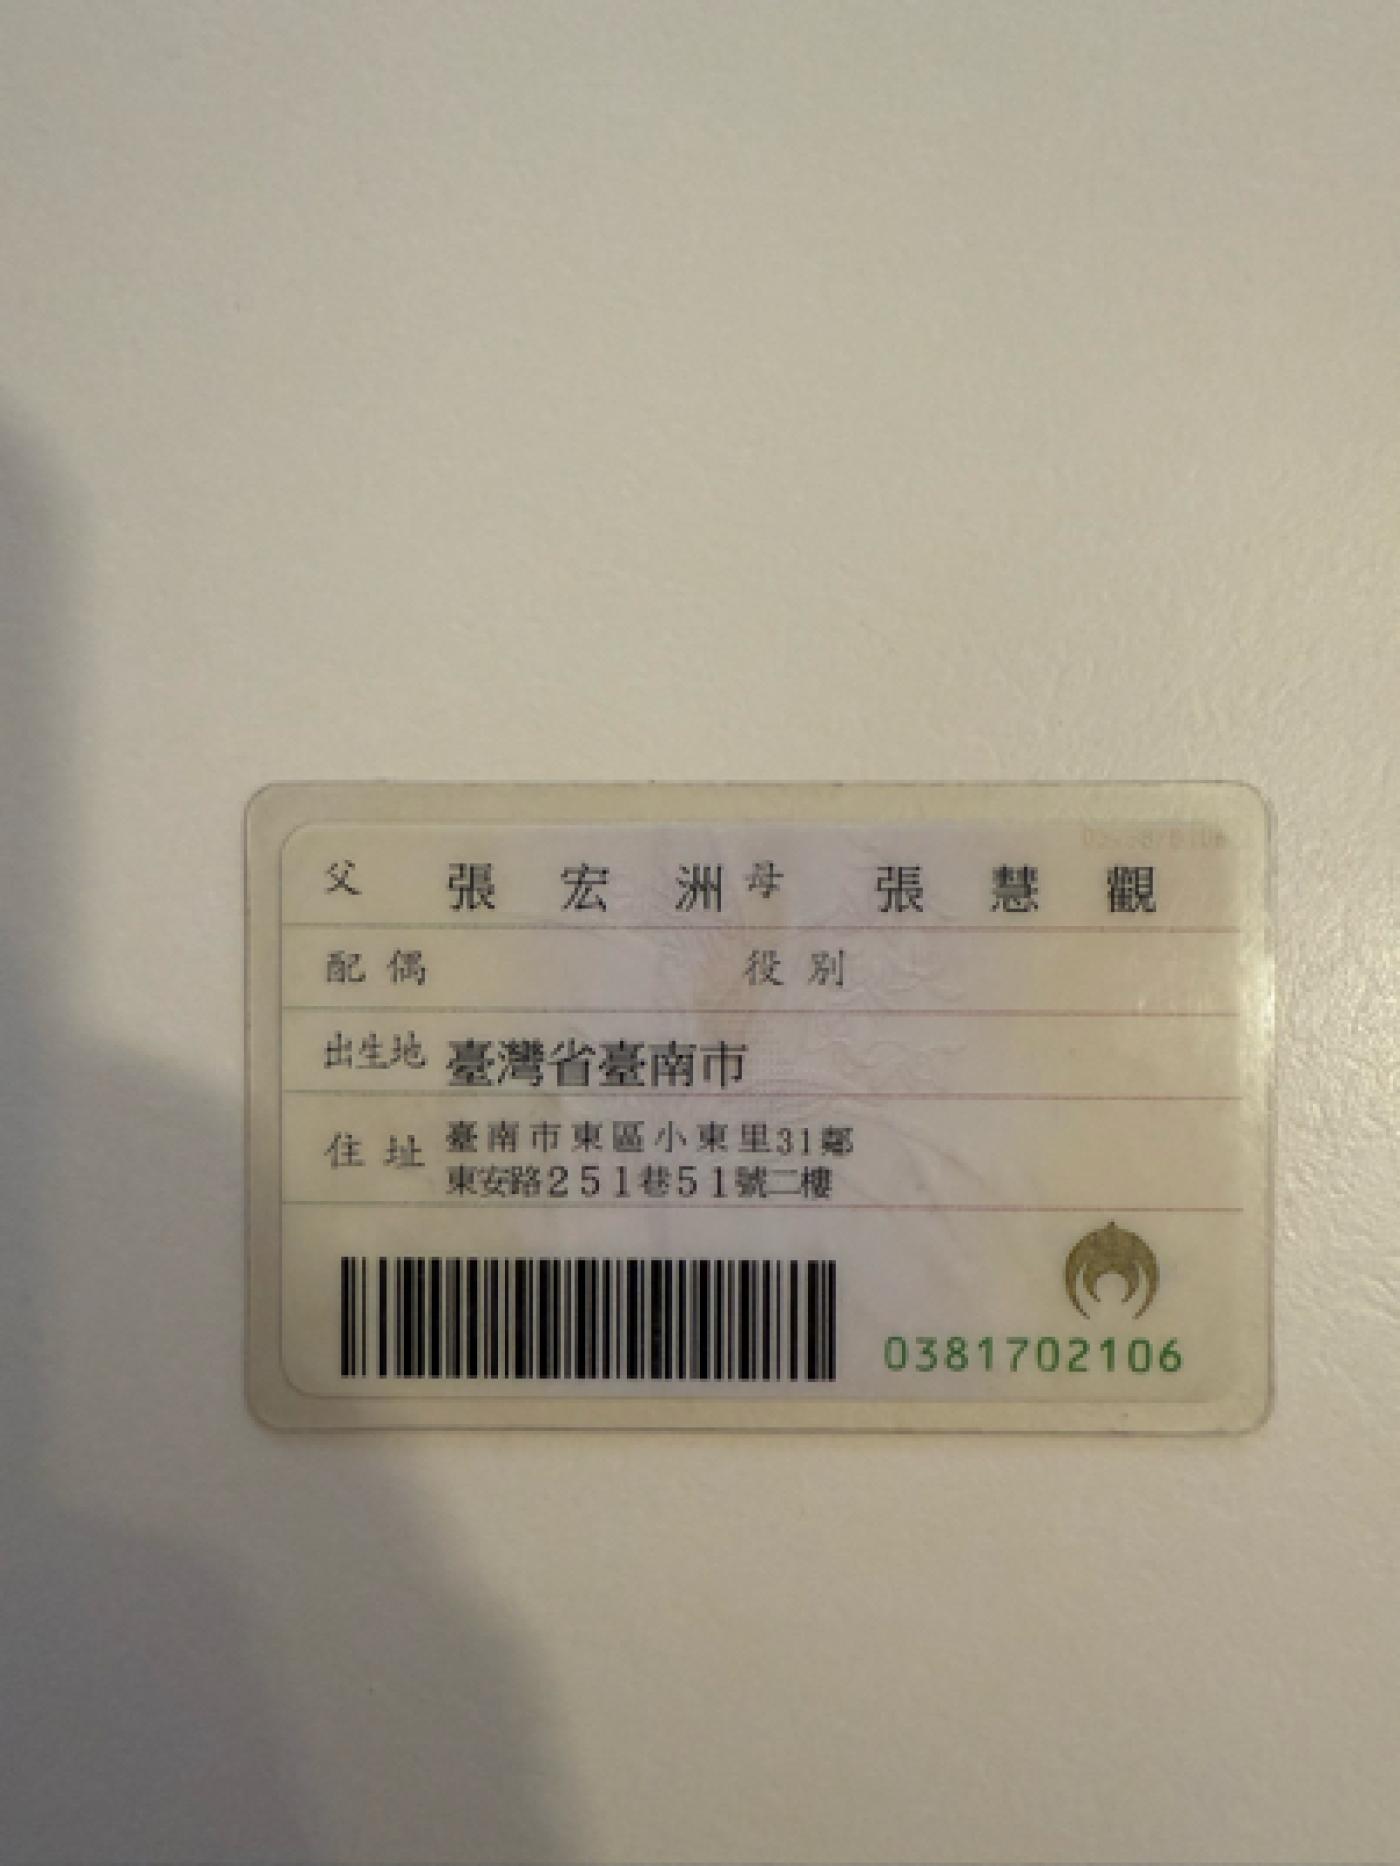 父 張宏洲 母 張慧觀
配偶 役別
出生地 臺灣省臺南市
住址 臺南市東區小東里31鄰
東安路251巷51號二樓
0381702106